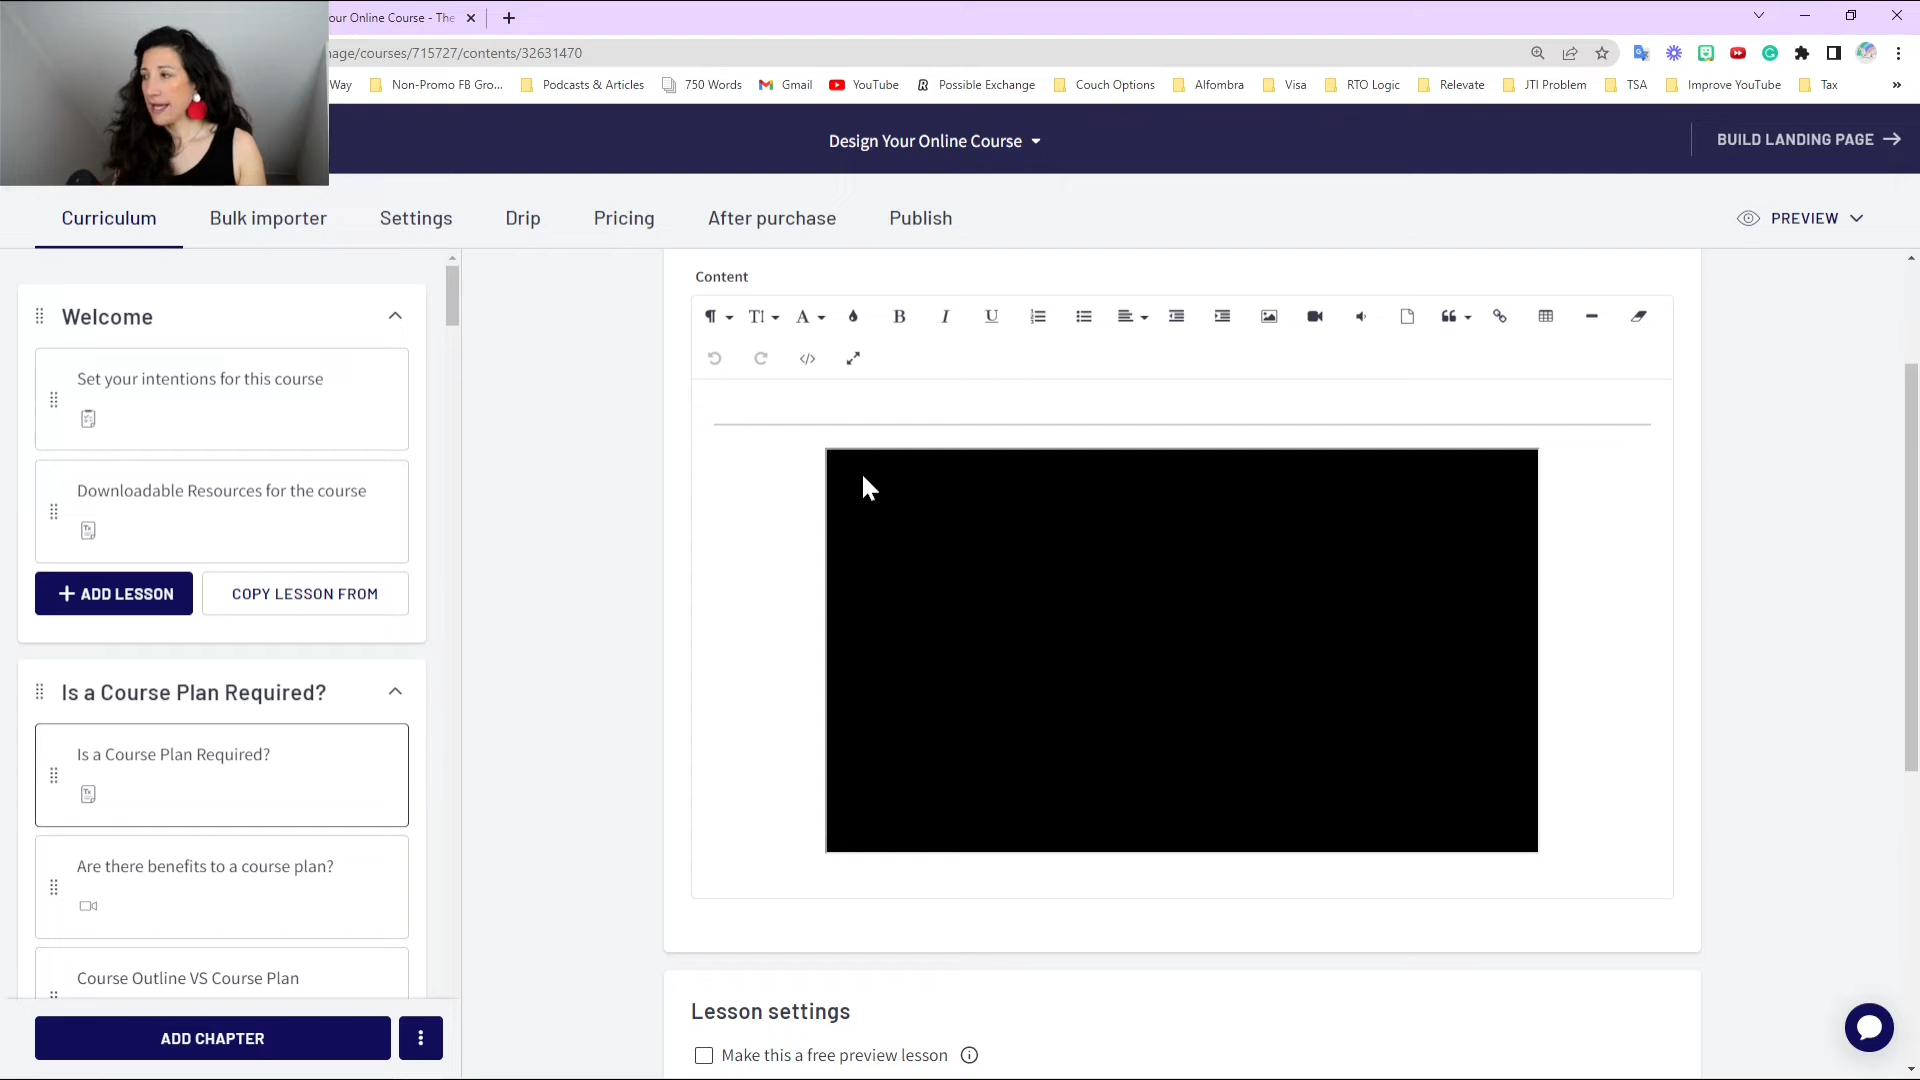 our Online Course - The
nage/courses/715727/contents/32631470
Way
Non-Promo FB Gro...
Podcasts & Articles
750 Words
Gmail
YouTube
Possible Exchange
Couch Options
Alfombra
Visa
RTO Logic
Relevate
JTI Problem
TSA
Improve YouTube
Tax
»
Design Your Online Course
BUILD LANDING PAGE
Curriculum
Bulk importer
Settings
Drip
Pricing
After purchase
Publish
PREVIEW
Welcome
Set your intentions for this course
Downloadable Resources for the course
+ ADD LESSON
COPY LESSON FROM
Is a Course Plan Required?
Is a Course Plan Required?
Are there benefits to a course plan?
Course Outline VS Course Plan
ADD CHAPTER
Content
Lesson settings
Make this a free preview lesson